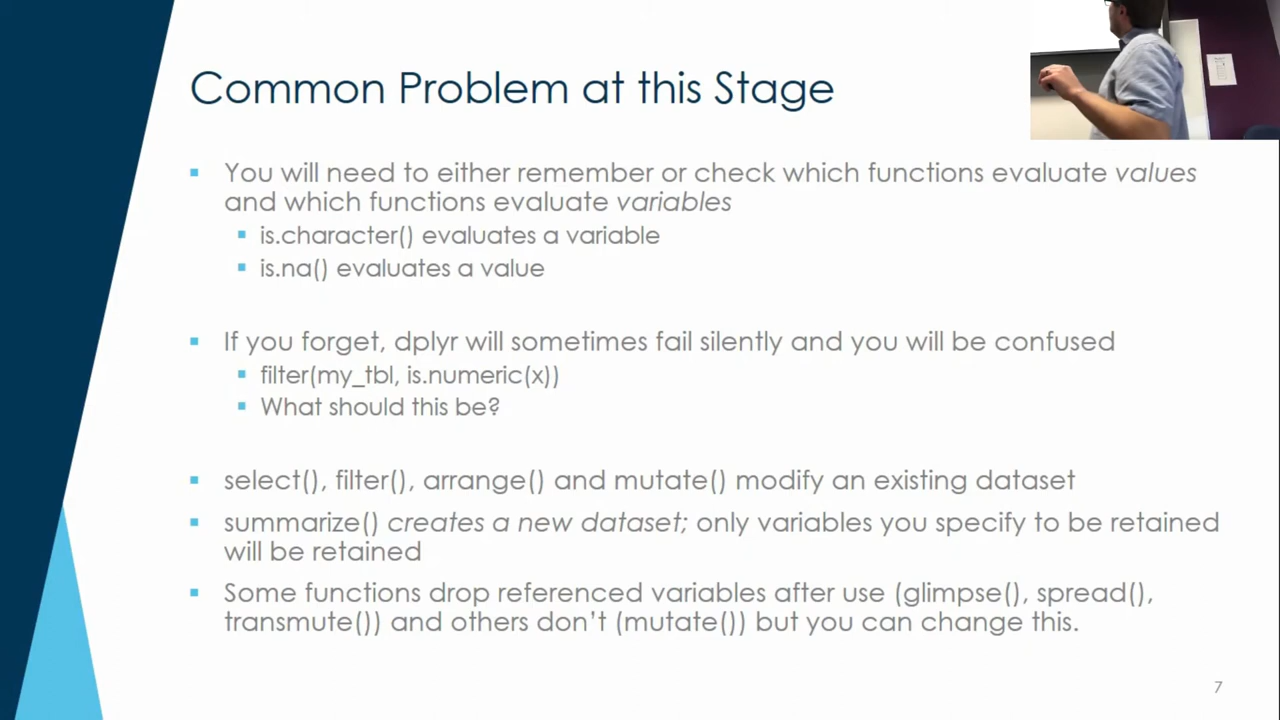 Common Problem at this Stage
▪ You will need to either remember or check which functions evaluate values
and which functions evaluate variables
▪ is.character() evaluates a variable
▪ is.na() evaluates a value
▪ If you forget, dplyr will sometimes fail silently and you will be confused
▪ filter(my_tbl, is.numeric(x))
▪ What should this be?
▪ select(), filter(), arrange() and mutate() modify an existing dataset
▪ summarize() creates a new dataset; only variables you specify to be retained
will be retained
▪ Some functions drop referenced variables after use (glimpse(), spread(),
transmute()) and others don’t (mutate()) but you can change this.
7